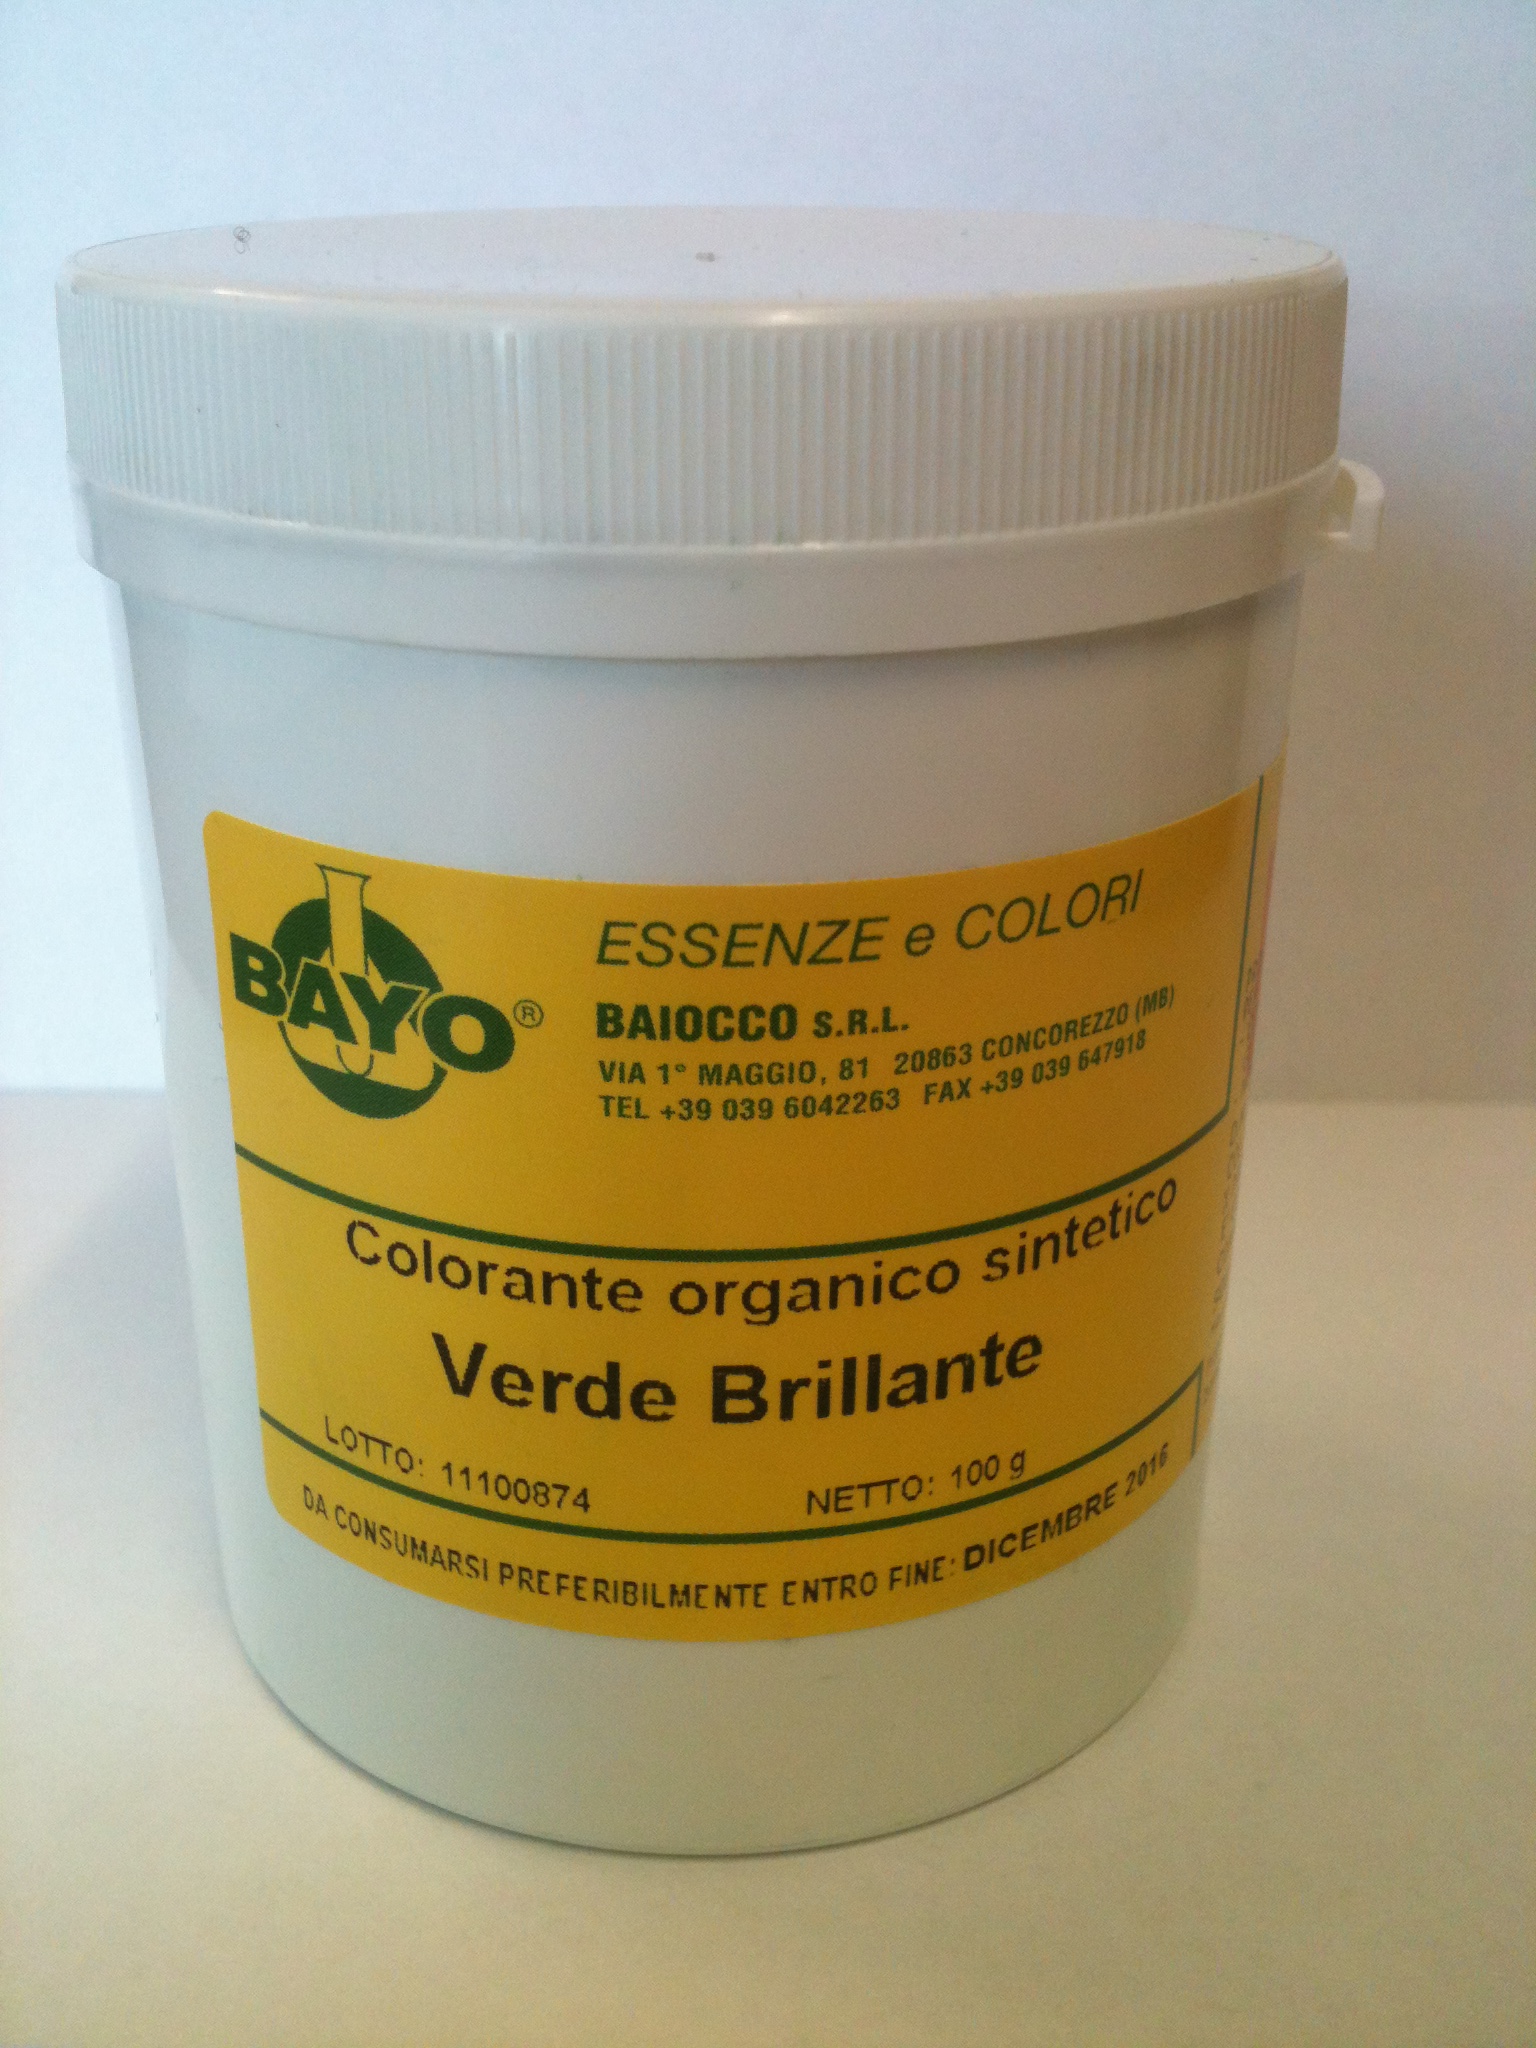 BAYO®
ESSENZE e COLORI
BAIOCCO S.R.L.
VIA 1° MAGGIO, 81 20863 CONCOREZZO (MB)
TEL +39 039 6042263 FAX +39 039 647918
Colorante organico sintetico
Verde Brillante
LOTTO: 11100874 NETTO: 100 g
DA CONSUMARSI PREFERIBILMENTE ENTRO FINE: DICEMBRE 2016